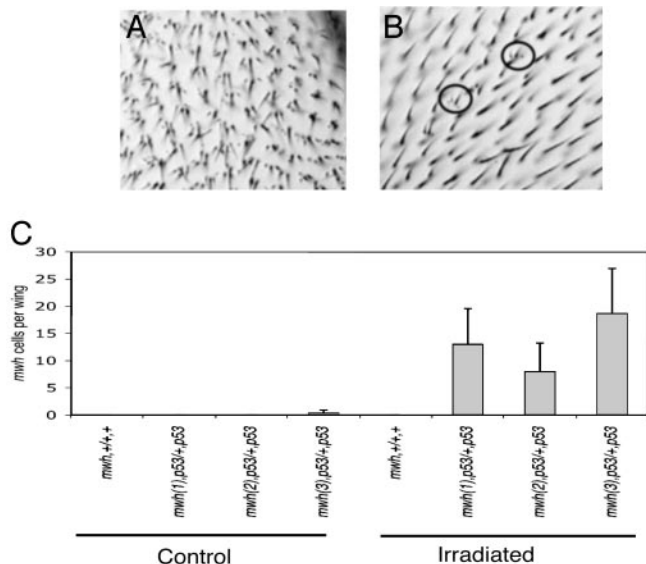 A
B
C
mwh cells per wing
30
25
20
15
10
5
0
mwh,+/+,+
mwh(1),p53/+,p53
mwh(2),p53/+,p53
mwh(3),p53/+,p53
mwh,+/+,+
mwh(1),p53/+,p53
mwh(2),p53/+,p53
mwh(3),p53/+,p53
Control
Irradiated